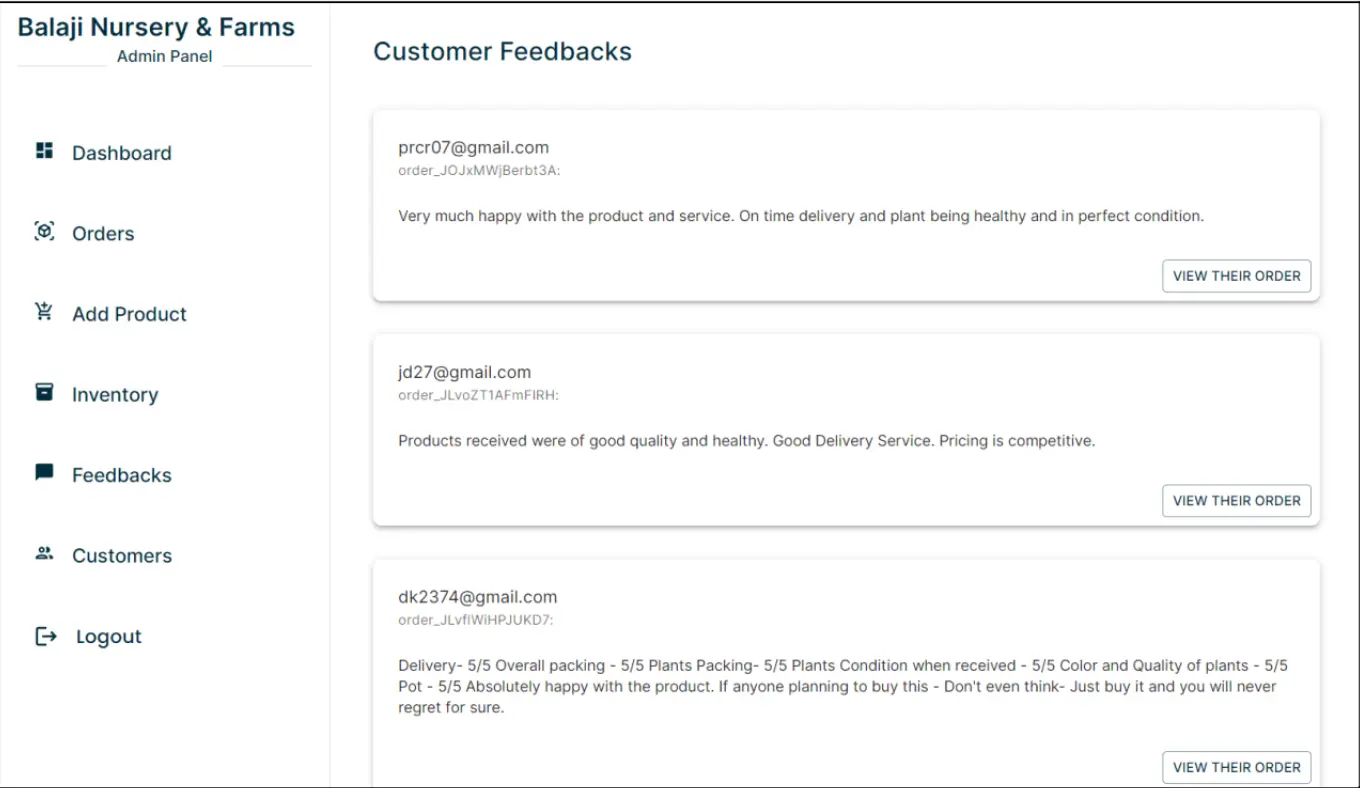 Balaji Nursery & Farms
Admin Panel
Dashboard
Orders
Add Product
Inventory
Feedbacks
Customers
Logout
Customer Feedbacks
prcr07@gmail.com
order_JOJxMWjBerbt3A:
Very much happy with the product and service. On time delivery and plant being healthy and in perfect condition.
VIEW THEIR ORDER
jd27@gmail.com
order_JLvoZT1AFmFIRH:
Products received were of good quality and healthy. Good Delivery Service. Pricing is competitive.
VIEW THEIR ORDER
dk2374@gmail.com
order_JLvflWiHPJUKD7:
Delivery- 5/5 Overall packing - 5/5 Plants Packing- 5/5 Plants Condition when received - 5/5 Color and Quality of plants - 5/5
Pot - 5/5 Absolutely happy with the product. If anyone planning to buy this - Don't even think- Just buy it and you will never
regret for sure.
VIEW THEIR ORDER